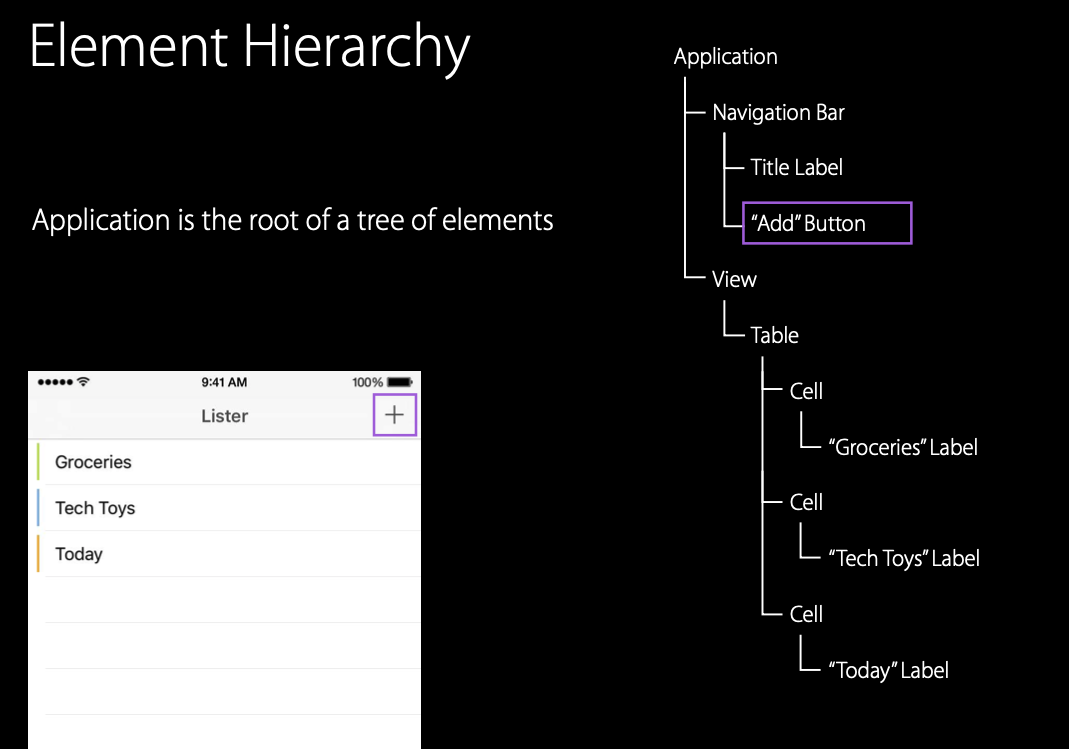 Element Hierarchy
Application is the root of a tree of elements
9:41 AM
100%
Lister
Groceries
Tech Toys
Today
Application
Navigation Bar
Title Label
“Add” Button
View
Table
Cell
“Groceries” Label
Cell
“Tech Toys” Label
Cell
“Today” Label